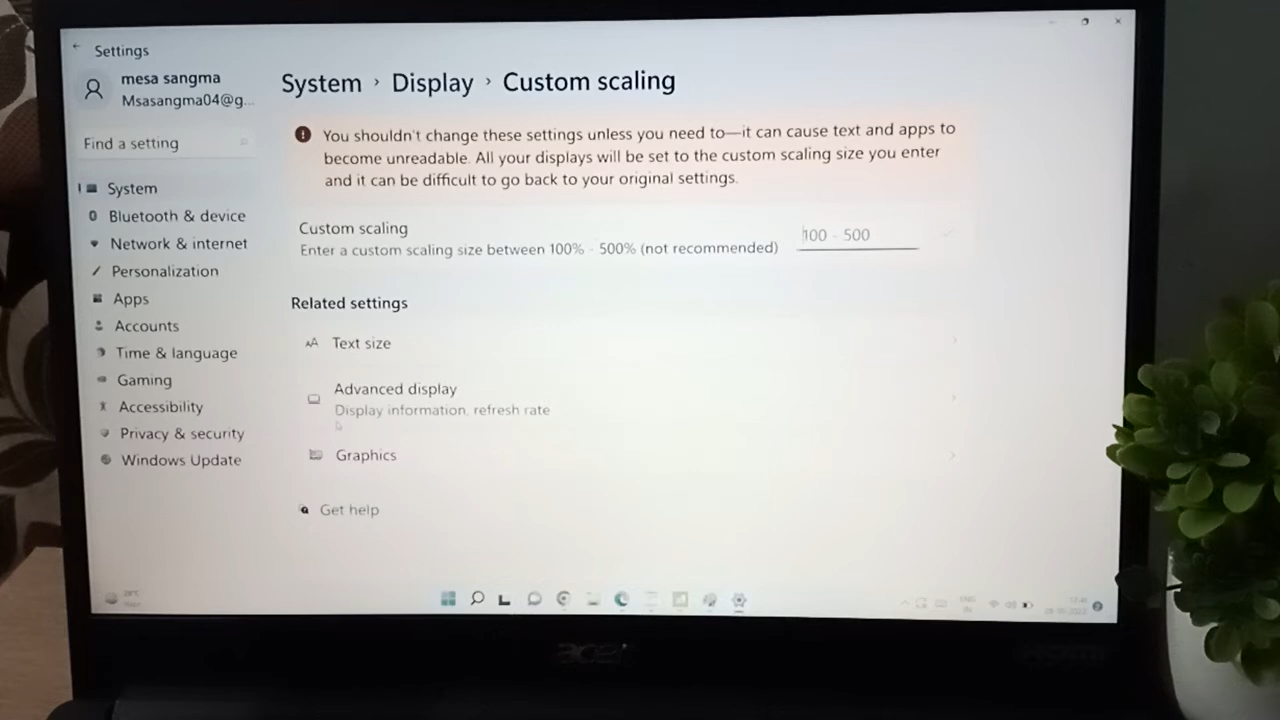 Settings
mesa sangma
Msasangma04@g...
Find a setting
System
Bluetooth & device
Network & internet
Personalization
Apps
Accounts
Time & language
Gaming
Accessibility
Privacy & security
Windows Update
System › Display › Custom scaling
You shouldn't change these settings unless you need to—it can cause text and apps to
become unreadable. All your displays will be set to the custom scaling size you enter
and it can be difficult to go back to your original settings.
Custom scaling
Enter a custom scaling size between 100% - 500% (not recommended)
100 - 500
Related settings
Text size
Advanced display
Display information, refresh rate
Graphics
Get help
ENG
acer